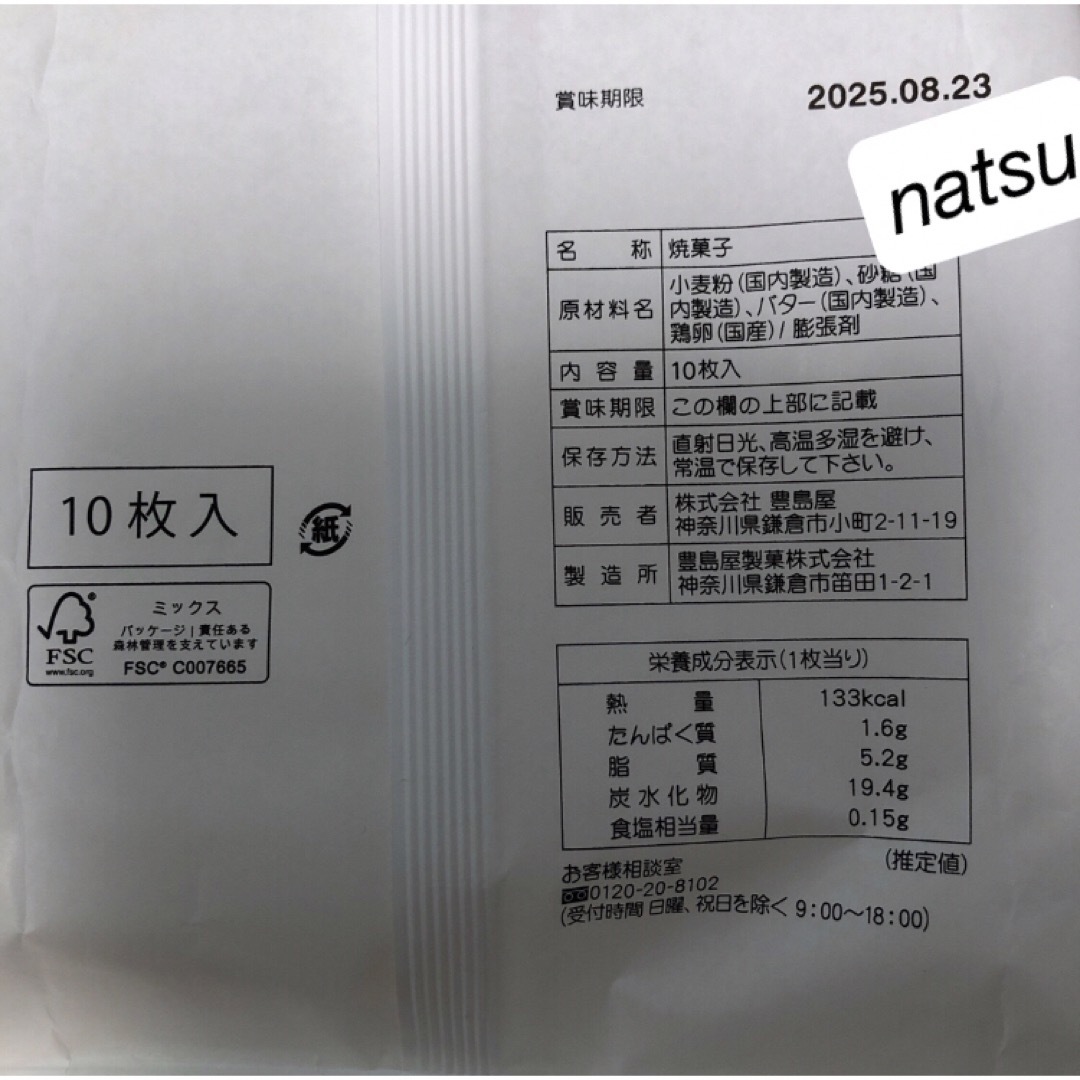 賞味期限 2025.08.23
natsu
名称 焼菓子
原材料名 小麦粉(国内製造)、砂糖(国
内製造)、バター(国内製造)、
鶏卵(国産)/膨張剤
内容量 10枚入
賞味期限 この欄の上部に記載
保存方法 直射日光、高温多湿を避け、
常温で保存して下さい。
販売者 株式会社 豊島屋
神奈川県鎌倉市小町2-11-19
製造所 豊島屋製菓株式会社
神奈川県鎌倉市笛田1-2-1
10枚入
紙
FSC®
www.fsc.org
ミックス
パッケージ|責任ある
森林管理を支えています
FSC® C007665
栄養成分表示(1枚当り)
熱量 133kcal
たんぱく質 1.6g
脂質 5.2g
炭水化物 19.4g
食塩相当量 0.15g
(推定値)
お客様相談室
0120-20-8102
(受付時間 日曜、祝日を除く 9:00〜18:00)